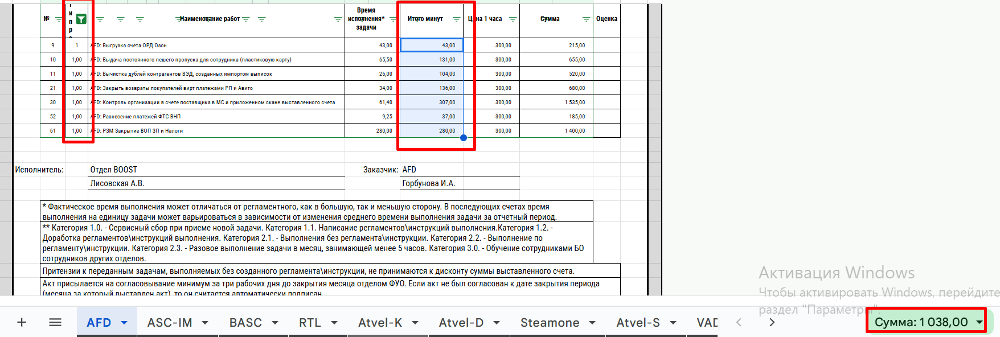 № Т и п р Наименование работ Время исполнения* задачи Итого минут Цена 1 часа Сумма Оценка
9 1 AFD: Выгрузка счета ОРД Озон 43,00 43,00 300,00 215,00
10 1,00 AFD: Выдача постоянного пешего пропуска для сотрудника (пластиковую карту) 65,50 131,00 300,00 655,00
11 1,00 AFD: Вычистка дублей контрагентов ВЭД, созданных импортом выписок 26,00 104,00 300,00 520,00
21 1,00 AFD: Закрыть возвраты покупателей вирт платежами РП и Авито 34,00 136,00 300,00 680,00
30 1,00 AFD: Контроль организации в счете поставщика в МС и приложенном скане выставленного счета 61,40 307,00 300,00 1 535,00
52 1,00 AFD: Разнесение платежей ФТС ВНП 9,25 37,00 300,00 185,00
61 1,00 AFD: РЗМ Закрытие ВОП ЗП и Налоги 280,00 280,00 300,00 1 400,00
Исполнитель: Отдел BOOST Заказчик: AFD
Лисовская А.В. Горбунова И.А.
* Фактическое время выполнения может отличаться от регламентного, как в большую, так и меньшую сторону. В последующих счетах время
выполнения на единицу задачи может варьироваться в зависимости от изменения среднего времени выполнения задачи за отчетный период.
** Категория 1.0. - Сервисный сбор при приеме новой задачи. Категория 1.1. Написание регламентов\инструкций выполнения.Категория 1.2. -
Доработка регламентов\инструкций выполнения. Категория 2.1. - Выполнения без регламента\инструкции. Категория 2.2. - Выполнение по
регламенту\инструкции. Категория 2.3. - Разовое выполнение задачи в месяц, занимающей менее 5 часов. Категория 3.0. - Обучение сотрудниками БО
сотрудников других отделов.
Притензии к переданным задачам, выполняемых без созданного регламента\инструкции, не принимаются к дисконту суммы выставленного счета.
Акт присылается на согласовывание минимум за три рабочих дня до закрытия месяца отделом ФУО. Если акт не был согласован к дате закрытия периода
(месяца за который выставлен акт), то он считается автоматически подписан
Активация Windows
Чтобы активировать Windows, перейдите
раздел "Параметры".
AFD ASC-IM BASC RTL Atvel-K Atvel-D Steamone Atvel-S VAD Сумма: 1 038,00